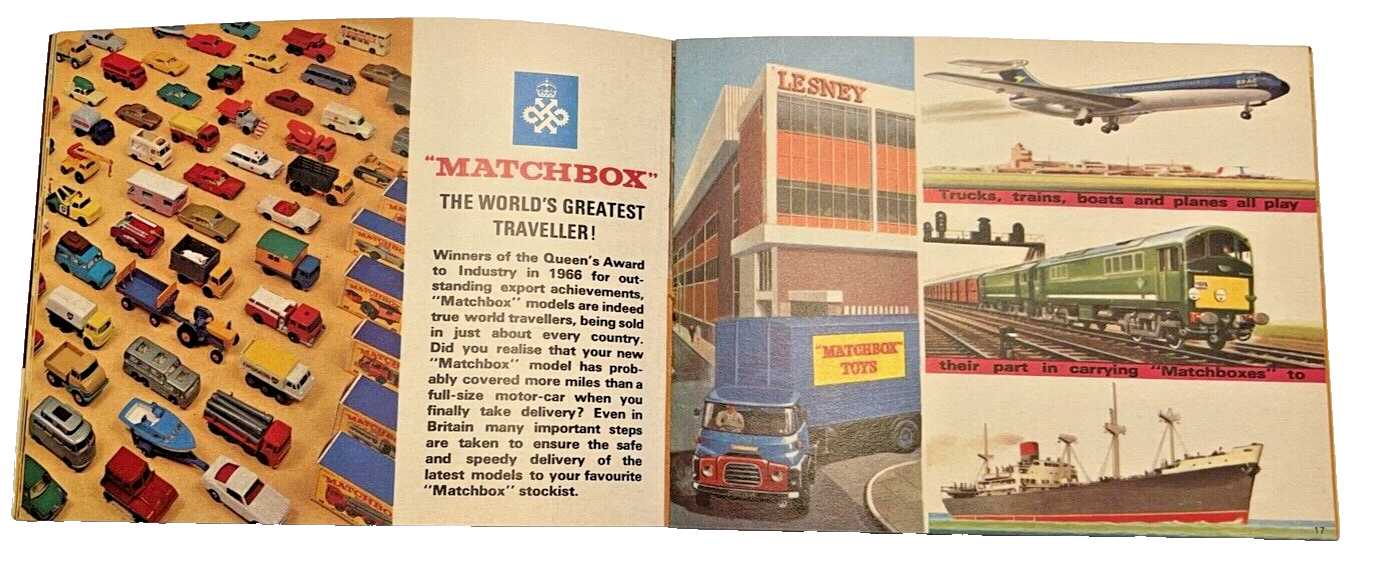 "MATCHBOX"
THE WORLD'S GREATEST
TRAVELLER!
Winners of the Queen's Award
to Industry in 1966 for out-
standing export achievements,
"Matchbox" models are indeed
true world travellers, being sold
in just about every country.
Did you realise that your new
"Matchbox" model has prob-
ably covered more miles than a
full-size motor-car when you
finally take delivery? Even in
Britain many important steps
are taken to ensure the safe
and speedy delivery of the
latest models to your favourite
"Matchbox" stockist.
LESNEY
"MATCHBOX"
TOYS
Trucks, trains, boats and planes all play
their part in carrying "Matchboxes" to
17